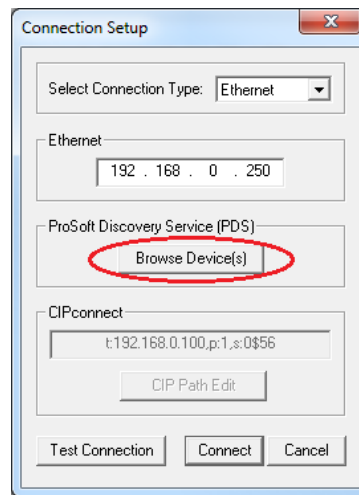 Connection Setup
Select Connection Type: Ethernet
Ethernet
192 . 168 . 0 . 250
ProSoft Discovery Service (PDS)
Browse Device(s)
CIPconnect
t:192.168.0.100,p:1,s:0$56
CIP Path Edit
Test Connection Connect Cancel